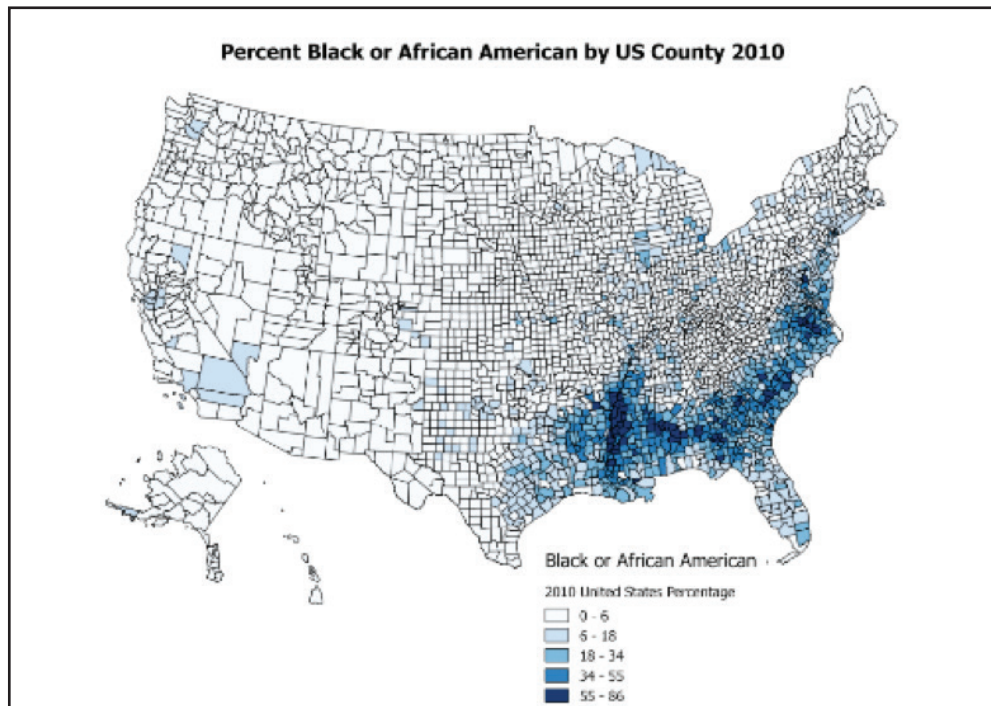 Percent Black or African American by US County 2010
Black or African American
2010 United States Percentage
0 - 6
6 - 18
18 - 34
34 - 55
55 - 86